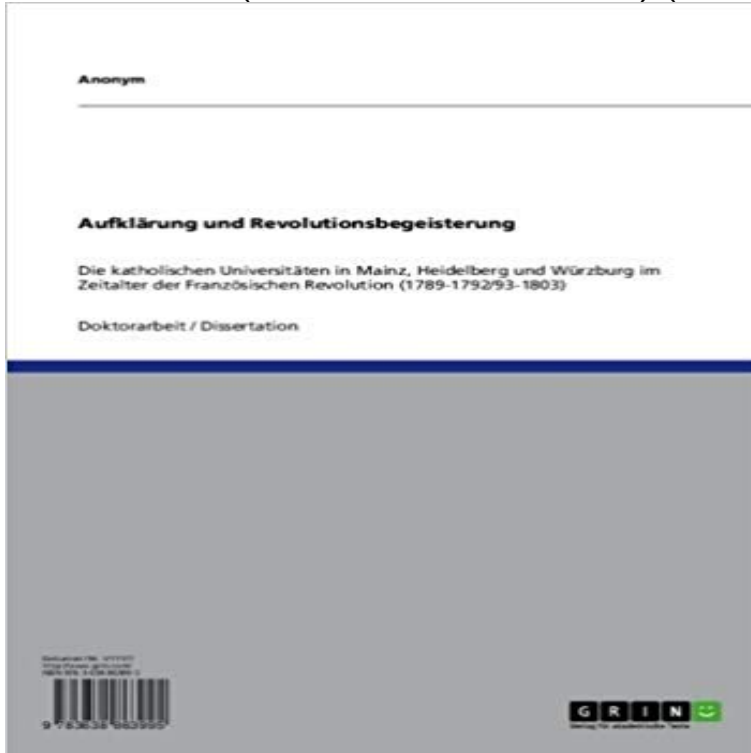 Anonym
Aufklärung und Revolutionsbegeisterung
Die katholischen Universitäten in Mainz, Heidelberg und Würzburg im
Zeitalter der Französischen Revolution (1789-1792/93-1803)
Doktorarbeit / Dissertation
GRIN